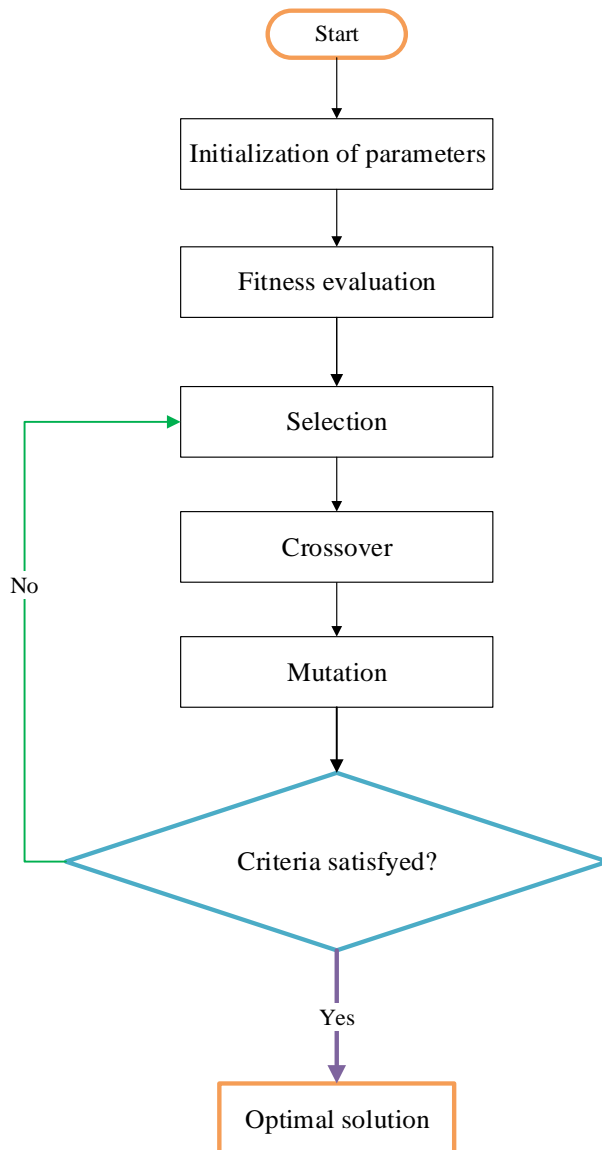 Start
Initialization of parameters
Fitness evaluation
Selection
Crossover
No
Mutation
Criteria satisfyed?
Yes
Optimal solution